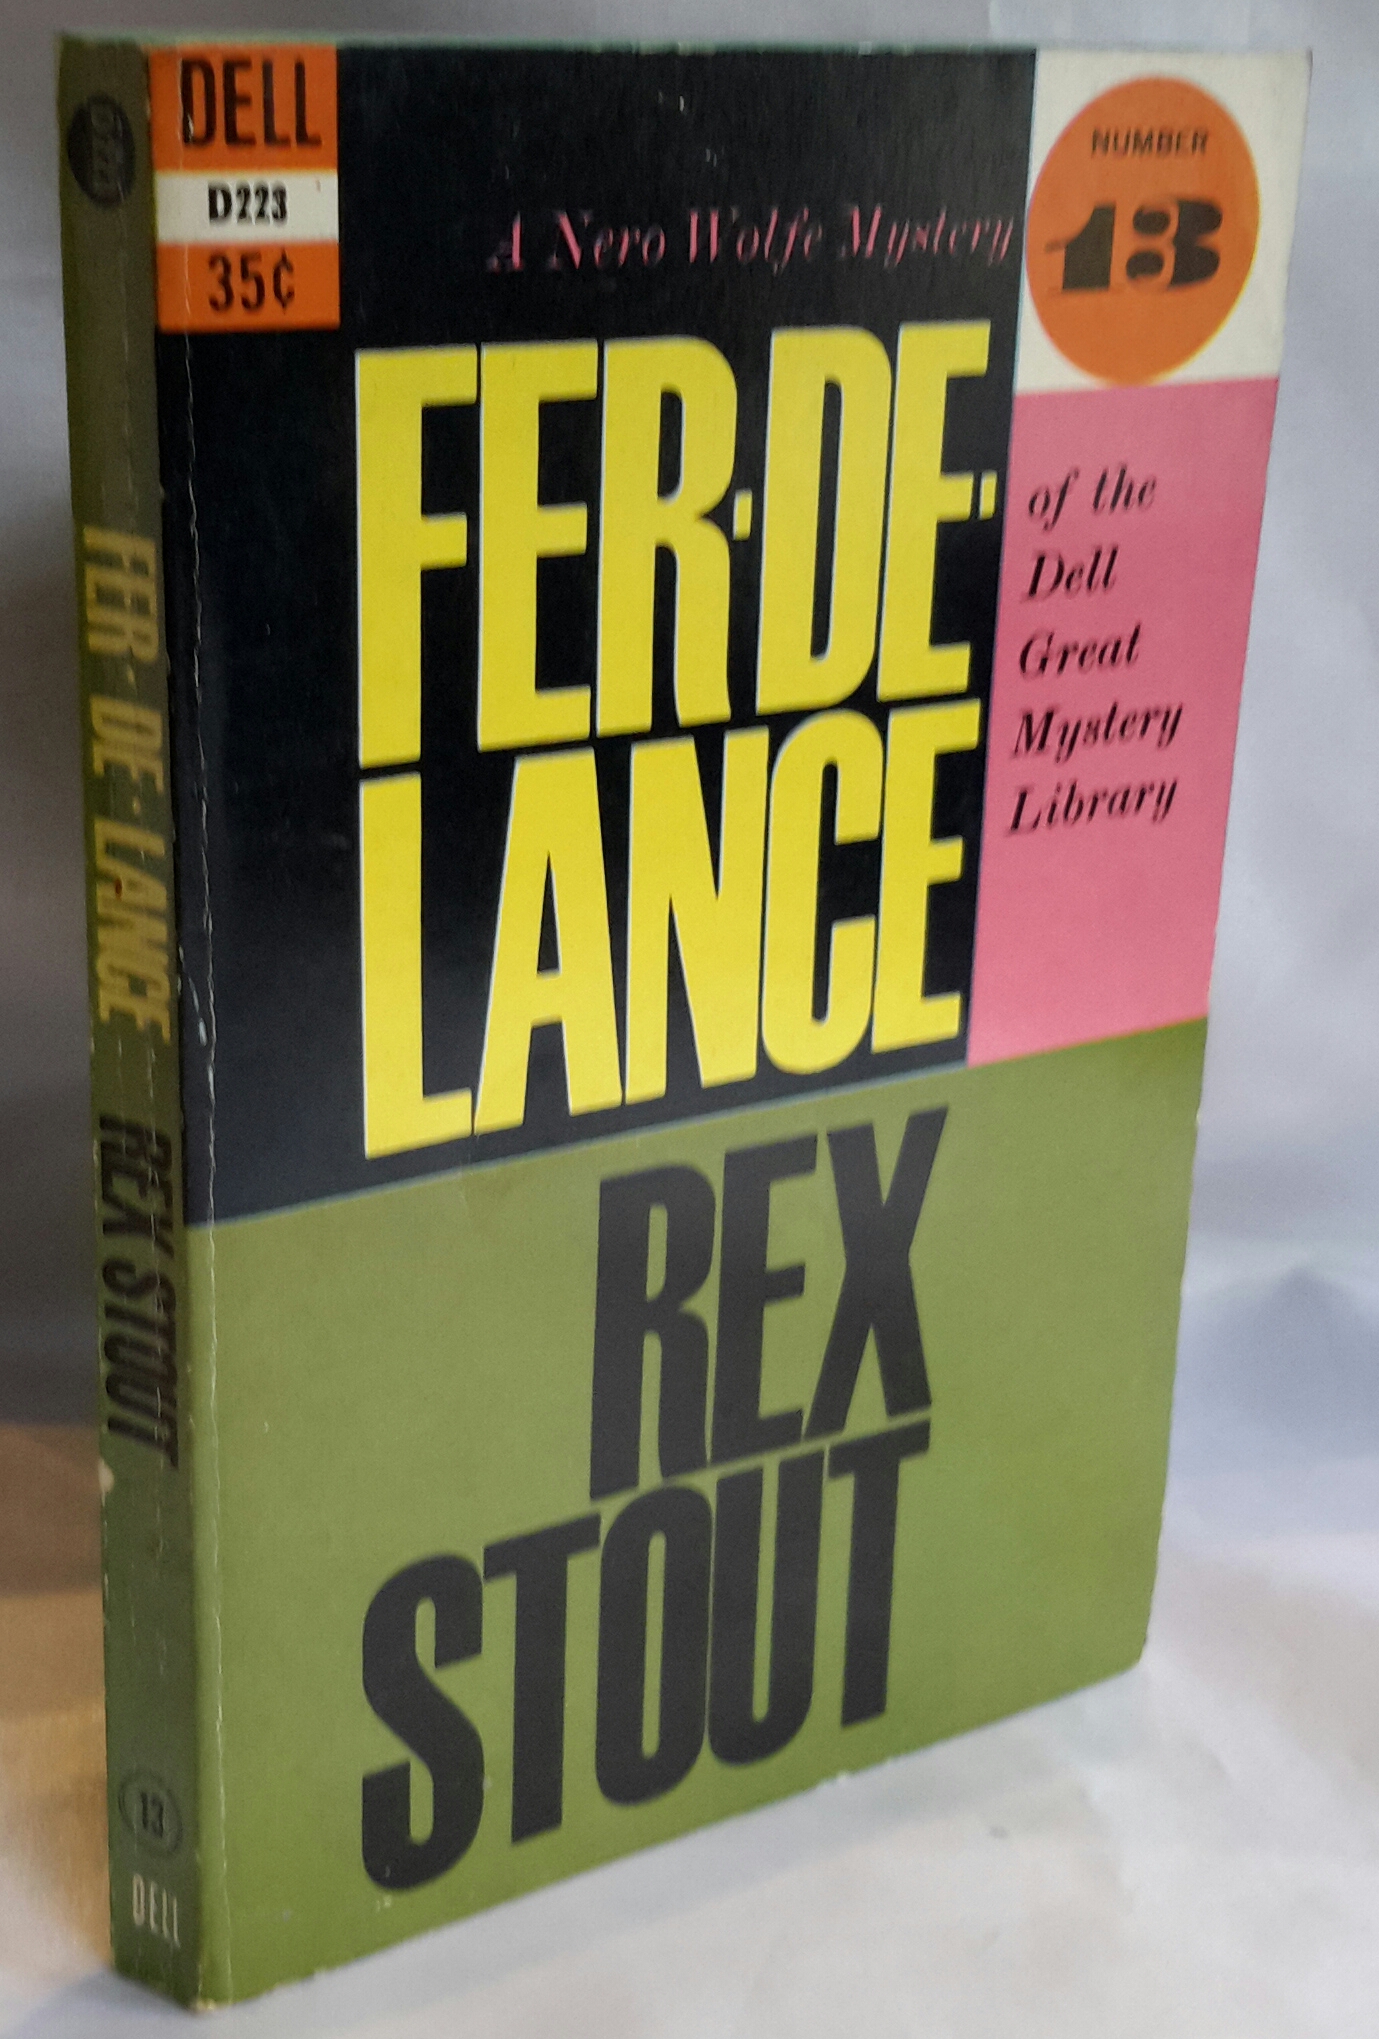 DELL
D223
35¢
A Nero Wolfe Mystery
NUMBER
13
FER·DE·
LANCE
of the
Dell
Great
Mystery
Library
REX
STOUT
D223
FER·DE·LANCE REX STOUT
13
DELL